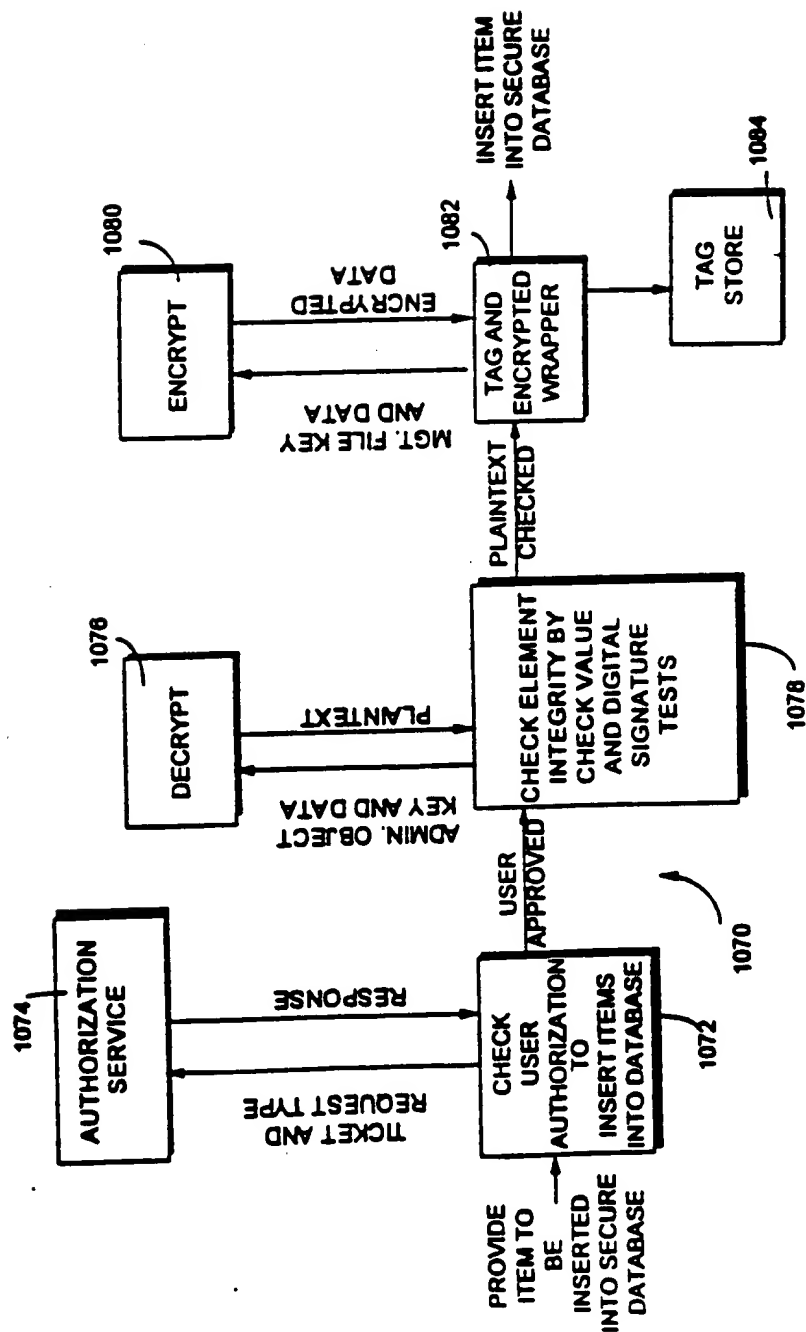 PROVIDE
ITEM TO
BE
INSERTED
INTO SECURE
DATABASE
1074
AUTHORIZATION
SERVICE
TICKET AND
REQUEST TYPE
RESPONSE
CHECK
USER
AUTHORIZATION
TO
INSERT ITEMS
INTO DATABASE
1072
1070
USER
APPROVED
1076
DECRYPT
ADMIN. OBJECT
KEY AND DATA
PLAINTEXT
CHECK ELEMENT
INTEGRITY BY
CHECK VALUE
AND DIGITAL
SIGNATURE
TESTS
1078
PLAINTEXT
CHECKED
1080
ENCRYPT
MGT. FILE KEY
AND DATA
ENCRYPTED
DATA
1082
TAG AND
ENCRYPTED
WRAPPER
INSERT ITEM
INTO SECURE
DATABASE
TAG
STORE
1084